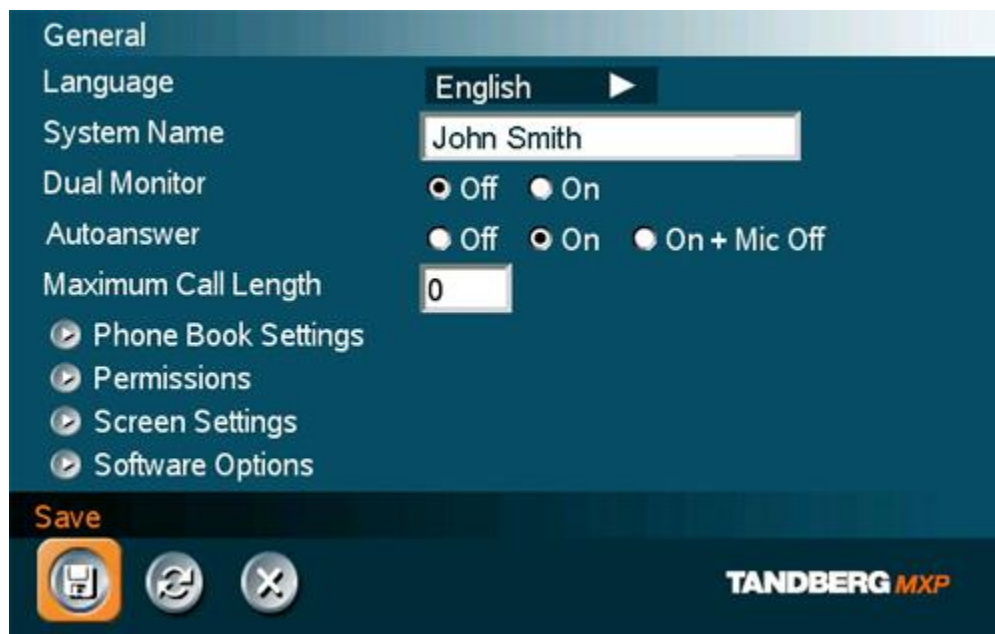 General
Language English
System Name John Smith
Dual Monitor Off On
Autoanswer Off On On + Mic Off
Maximum Call Length 0
Phone Book Settings
Permissions
Screen Settings
Software Options
Save
TANDBERG MXP